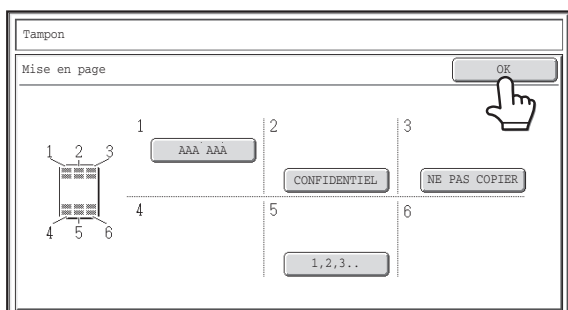 Tampon
Mise en page
OK
1 2 3
4 5 6
1
AAA AAA
2
CONFIDENTIEL
3
NE PAS COPIER
4
5
1,2,3..
6